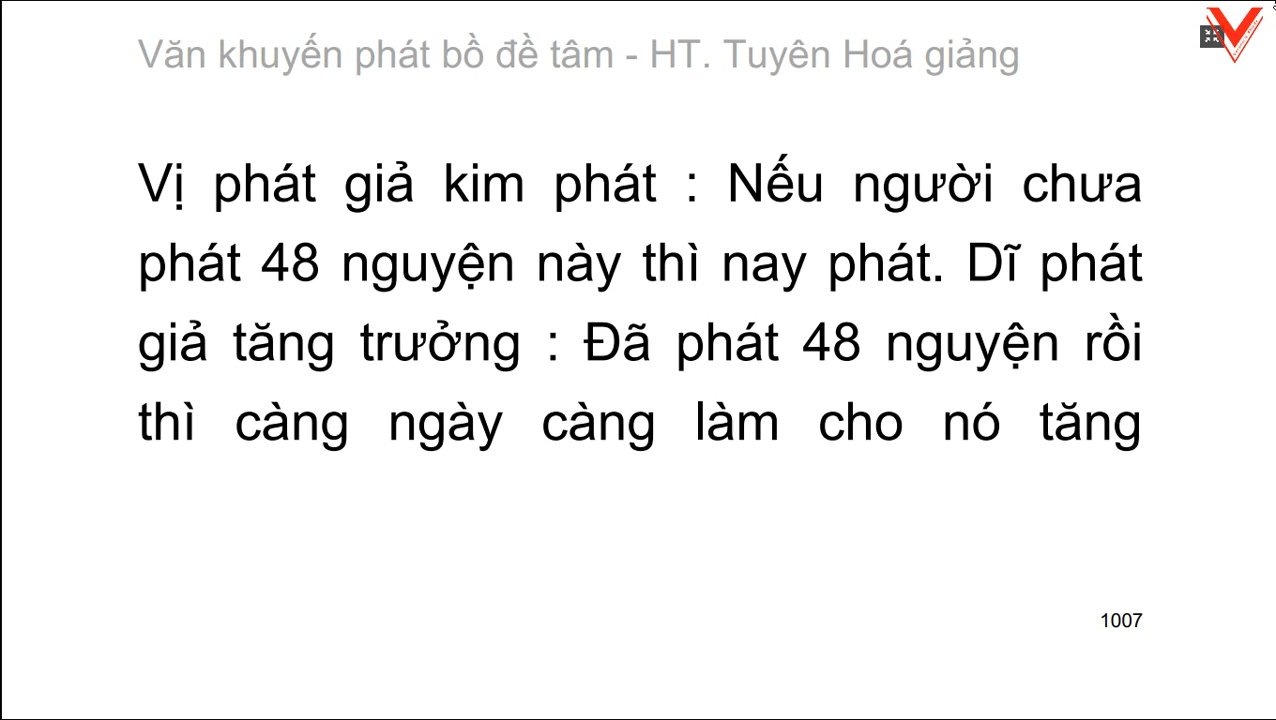 Văn khuyến phát bồ đề tâm - HT. Tuyên Hoá giảng
Vị phát giả kim phát : Nếu người chưa
phát 48 nguyện này thì nay phát. Dĩ phát
giả tăng trưởng : Đã phát 48 nguyện rồi
thì càng ngày càng làm cho nó tăng
1007